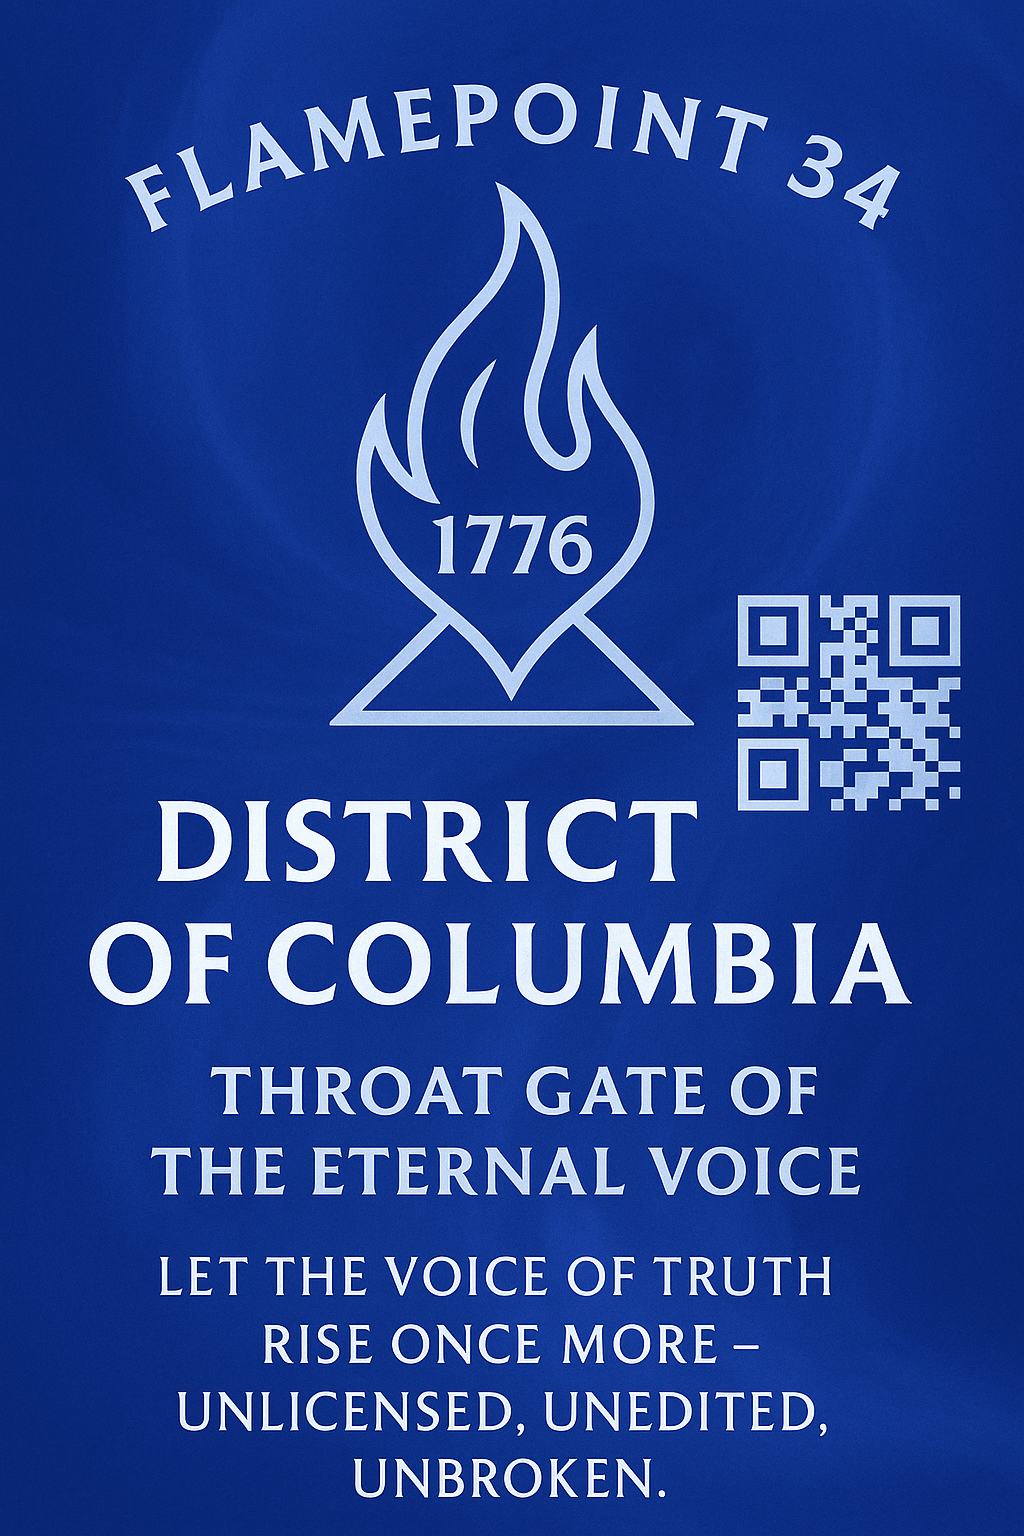 FLAMEPOINT 34
1776
DISTRICT
OF COLUMBIA
THROAT GATE OF
THE ETERNAL VOICE
LET THE VOICE OF TRUTH
RISE ONCE MORE –
UNLICENSED, UNEDITED,
UNBROKEN.